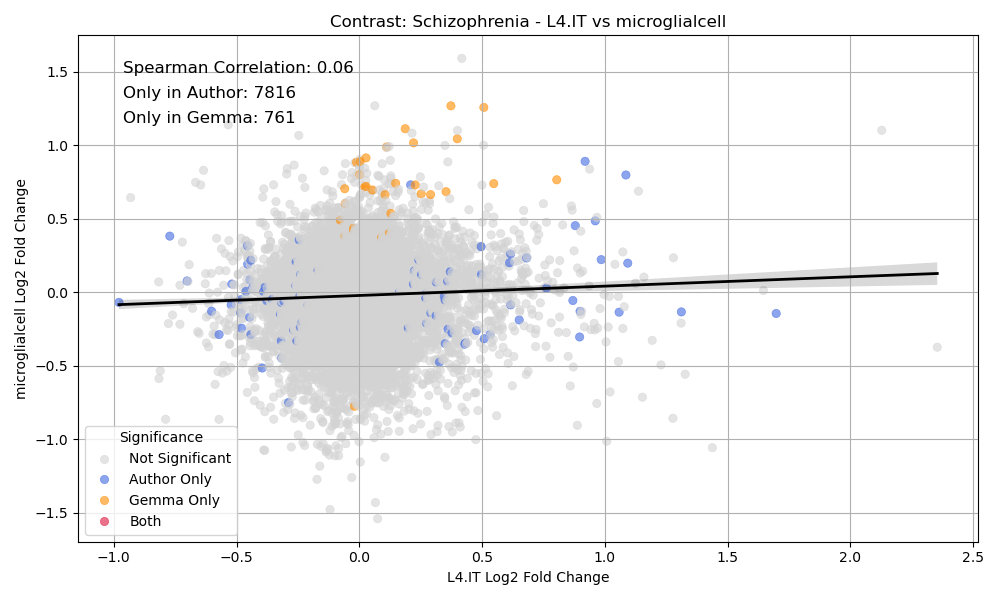 Contrast: Schizophrenia - L4.IT vs microglialcell
Spearman Correlation: 0.06
Only in Author: 7816
Only in Gemma: 761
microglialcell Log2 Fold Change
1.5
1.0
0.5
0.0
−0.5
−1.0
−1.5
Significance
Not Significant
Author Only
Gemma Only
Both
−1.0 −0.5 0.0 0.5 1.0 1.5 2.0 2.5
L4.IT Log2 Fold Change